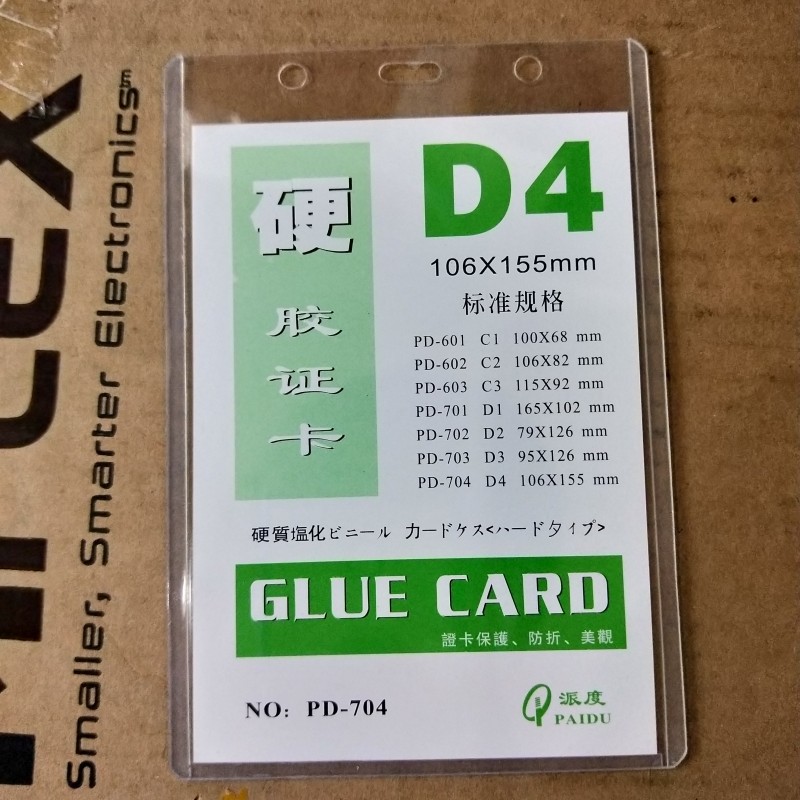 硬
胶
证
卡
D4
106X155mm
标准规格
PD-601 C1 100X68 mm
PD-602 C2 106X82 mm
PD-603 C3 115X92 mm
PD-701 D1 165X102 mm
PD-702 D2 79X126 mm
PD-703 D3 95X126 mm
PD-704 D4 106X155 mm
硬質塩化ビニール カードケス<ハードタイプ>
GLUE CARD
證卡保護、防折、美觀
NO: PD-704
派度
PAIDU
Smaller, Smarter Electronics